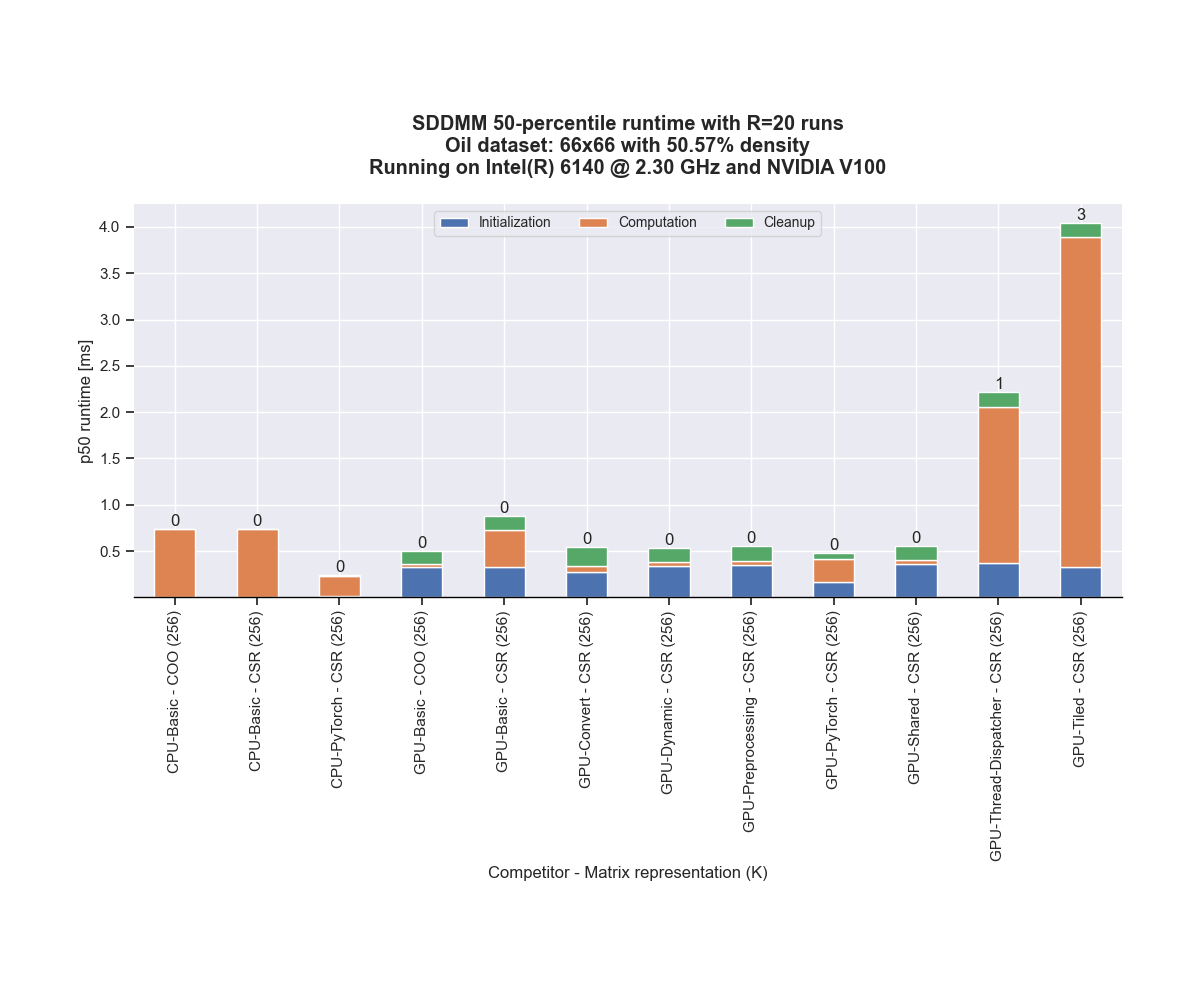 SDDMM 50-percentile runtime with R=20 runs
Oil dataset: 66x66 with 50.57% density
Running on Intel(R) 6140 @ 2.30 GHz and NVIDIA V100
Initialization
Computation
Cleanup
p50 runtime [ms]
4.0
3.5
3.0
2.5
2.0
1.5
1.0
0.5
0
0
0
0
0
0
0
0
0
0
1
3
CPU-Basic - COO (256)
CPU-Basic - CSR (256)
CPU-PyTorch - CSR (256)
GPU-Basic - COO (256)
GPU-Basic - CSR (256)
GPU-Convert - CSR (256)
GPU-Dynamic - CSR (256)
GPU-Preprocessing - CSR (256)
GPU-PyTorch - CSR (256)
GPU-Shared - CSR (256)
GPU-Thread-Dispatcher - CSR (256)
GPU-Tiled - CSR (256)
Competitor - Matrix representation (K)